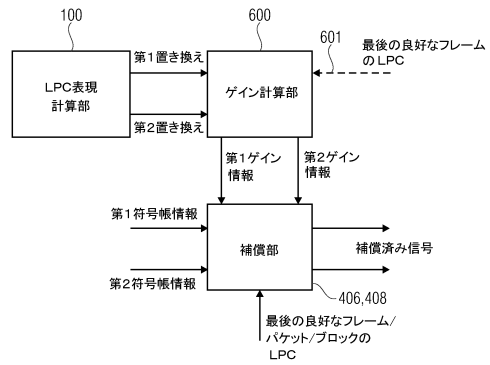 100
600
601
最後の良好なフレーム
のLPC
第1置き換え
LPC表現
計算部
ゲイン計算部
第2置き換え
第1ゲイン
情報
第2ゲイン
情報
第1符号帳情報
補償部
補償済み信号
第2符号帳情報
406,408
最後の良好なフレーム/
パケット/ブロックの
LPC